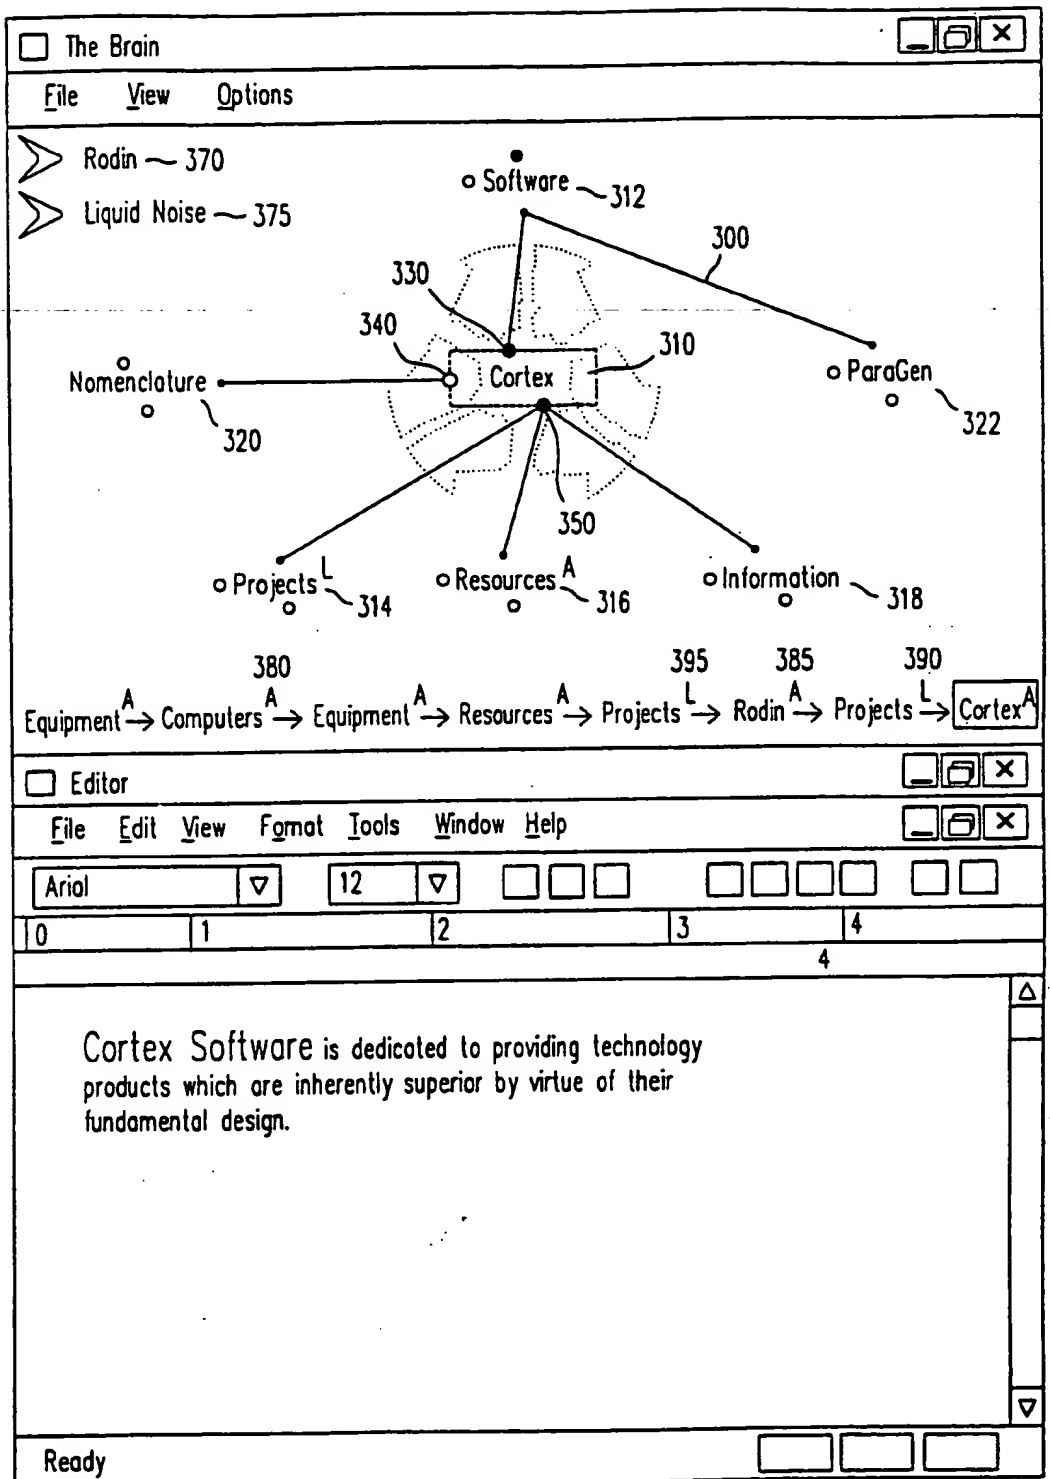 The Brain
File View Options
Rodin 370
Liquid Noise 375
Software 312
300
330
340
310
Cortex
Nomenclature
320
ParaGen
322
350
Projects L 314
Resources A 316
Information 318
380 395 385 390
Equipment A → Computers A → Equipment A → Resources A → Projects L → Rodin A → Projects L → Cortex A
Editor
File Edit View Fomat Tools Window Help
Arial 12
0 1 2 3 4
4
Cortex Software is dedicated to providing technology
products which are inherently superior by virtue of their
fundamental design.
Ready